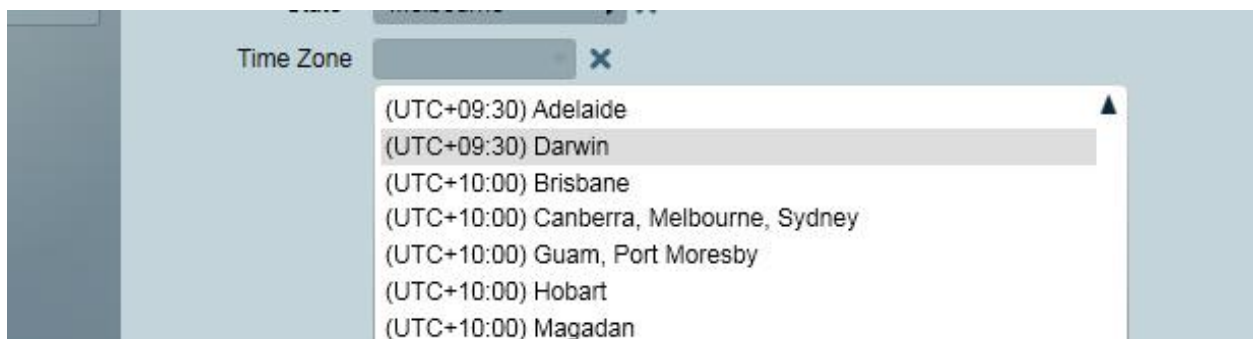 Time Zone
(UTC+09:30) Adelaide
(UTC+09:30) Darwin
(UTC+10:00) Brisbane
(UTC+10:00) Canberra, Melbourne, Sydney
(UTC+10:00) Guam, Port Moresby
(UTC+10:00) Hobart
(UTC+10:00) Magadan